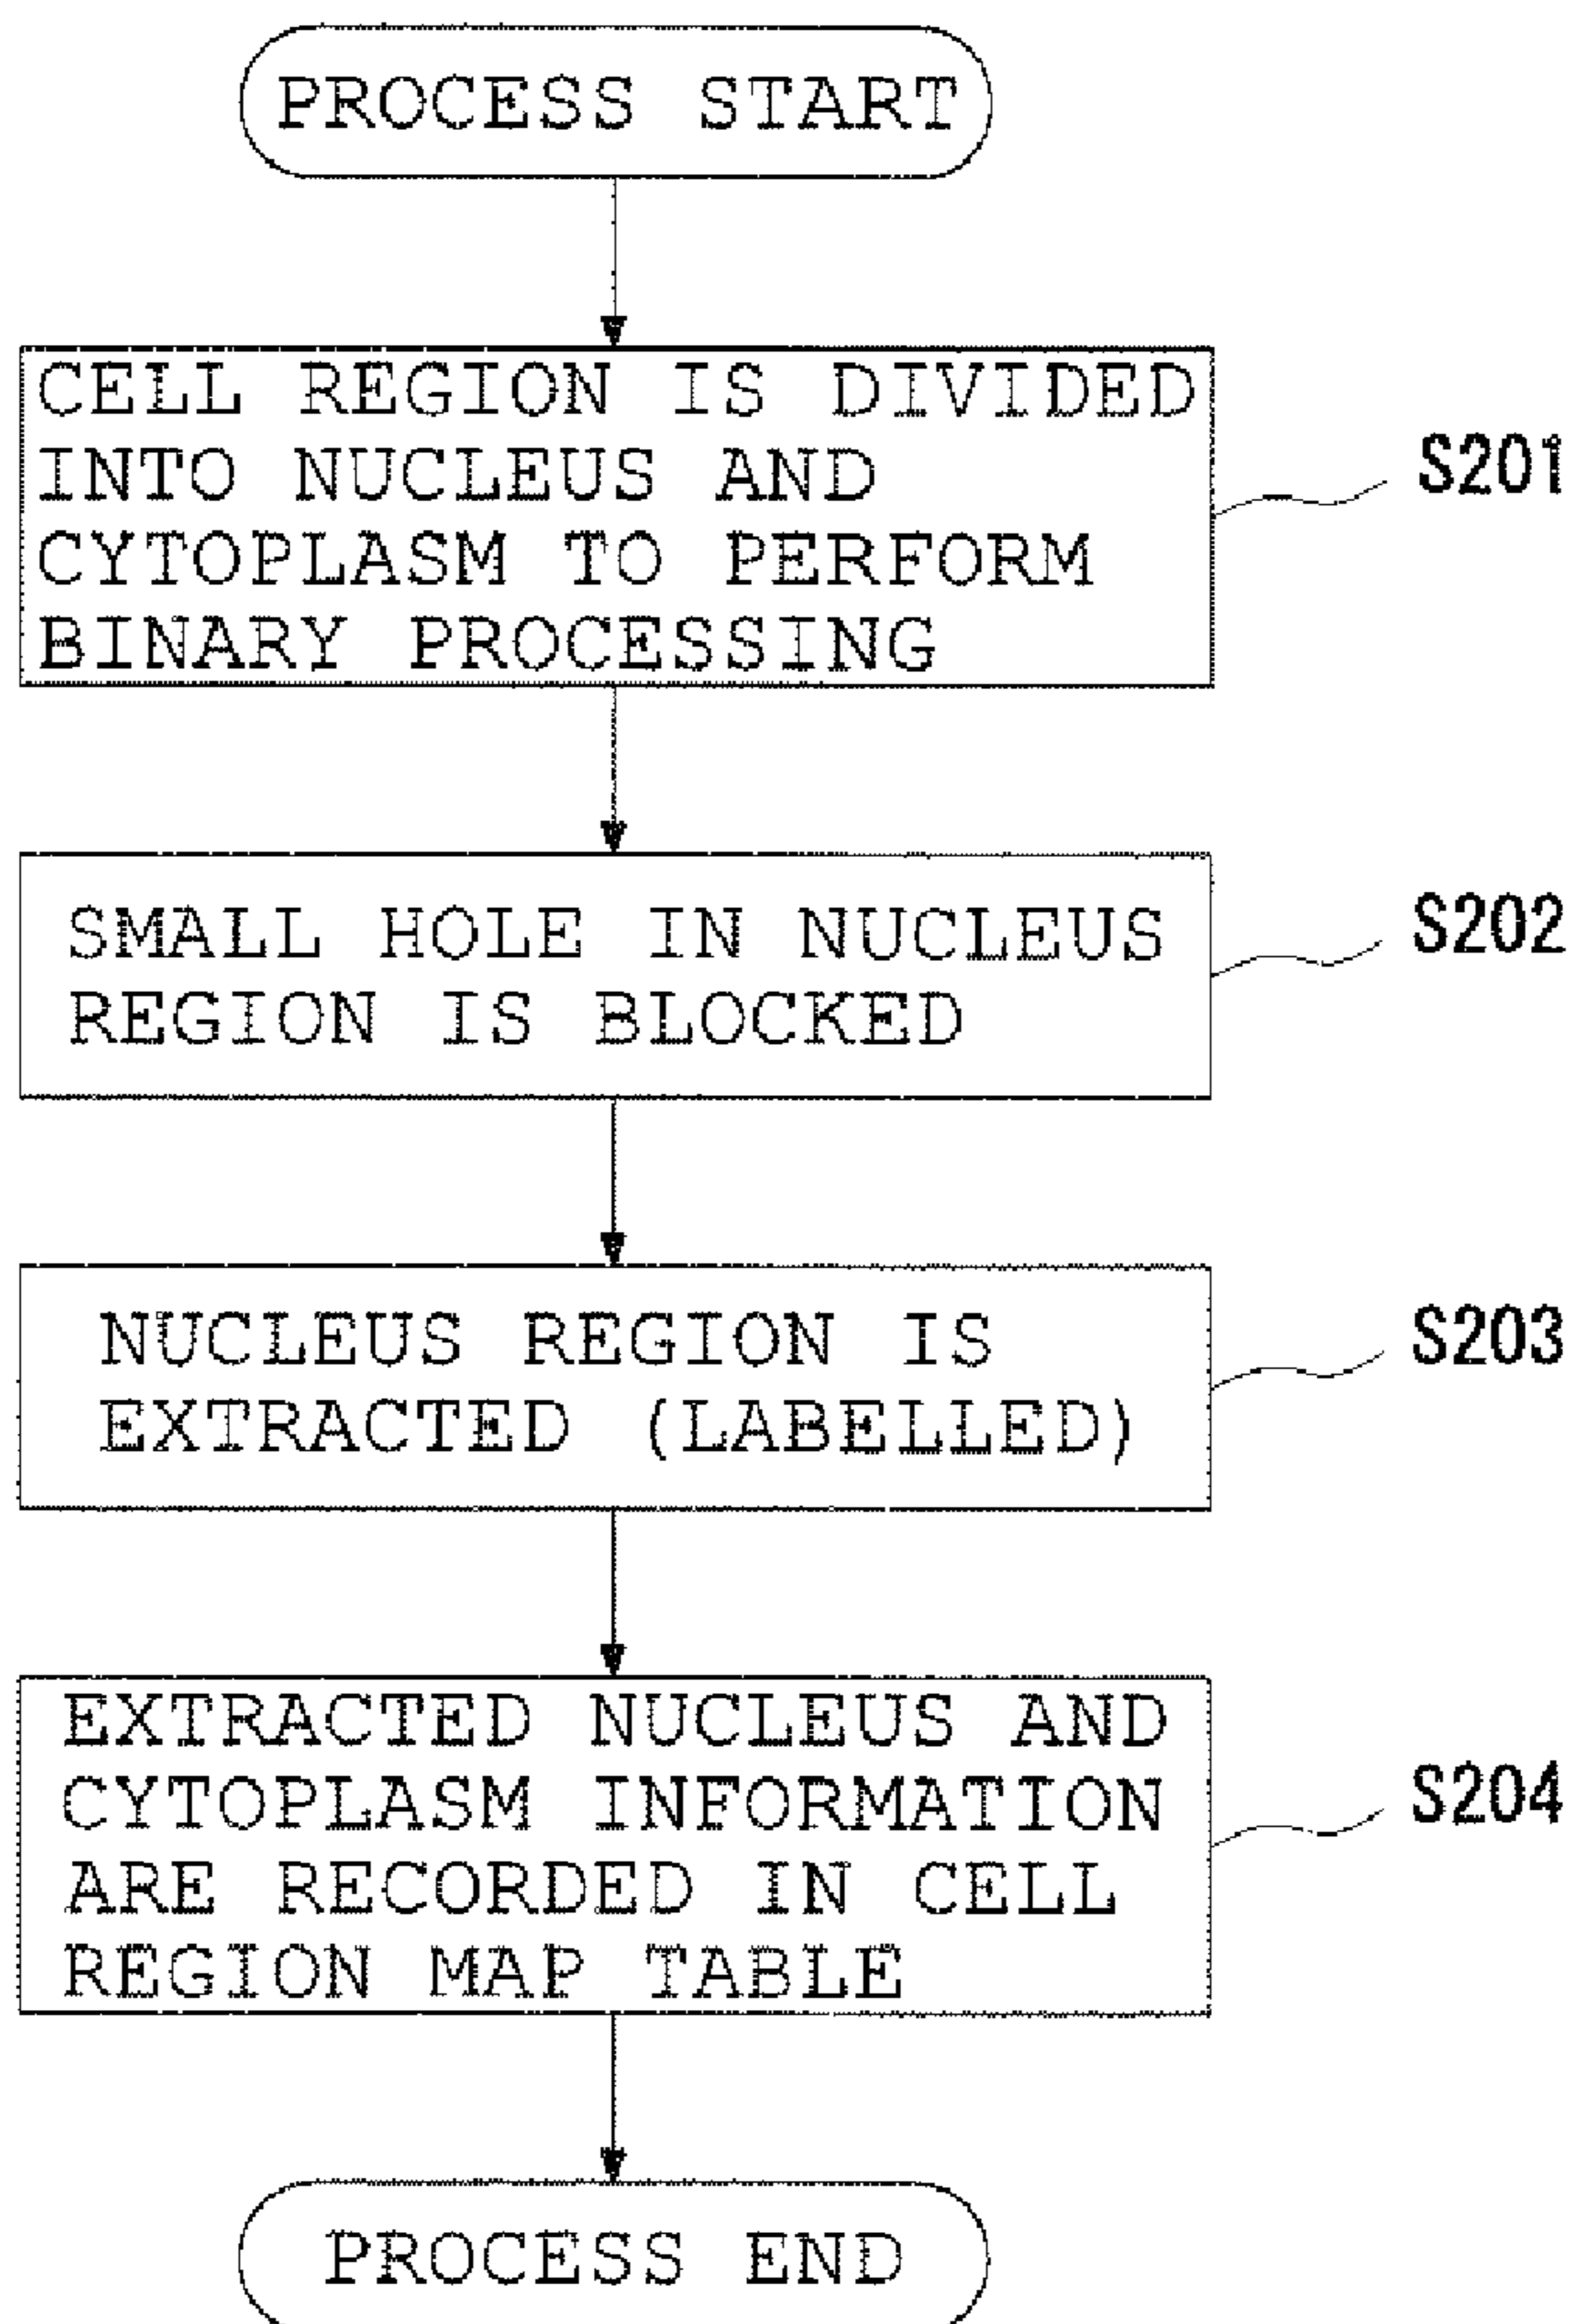 PROCESS START
CELL REGION IS DIVIDED
INTO NUCLEUS AND
CYTOPLASM TO PERFORM
BINARY PROCESSING
S201
SMALL HOLE IN NUCLEUS
REGION IS BLOCKED
S202
NUCLEUS REGION IS
EXTRACTED (LABELLED)
S203
EXTRACTED NUCLEUS AND
CYTOPLASM INFORMATION
ARE RECORDED IN CELL
REGION MAP TABLE
S204
PROCESS END